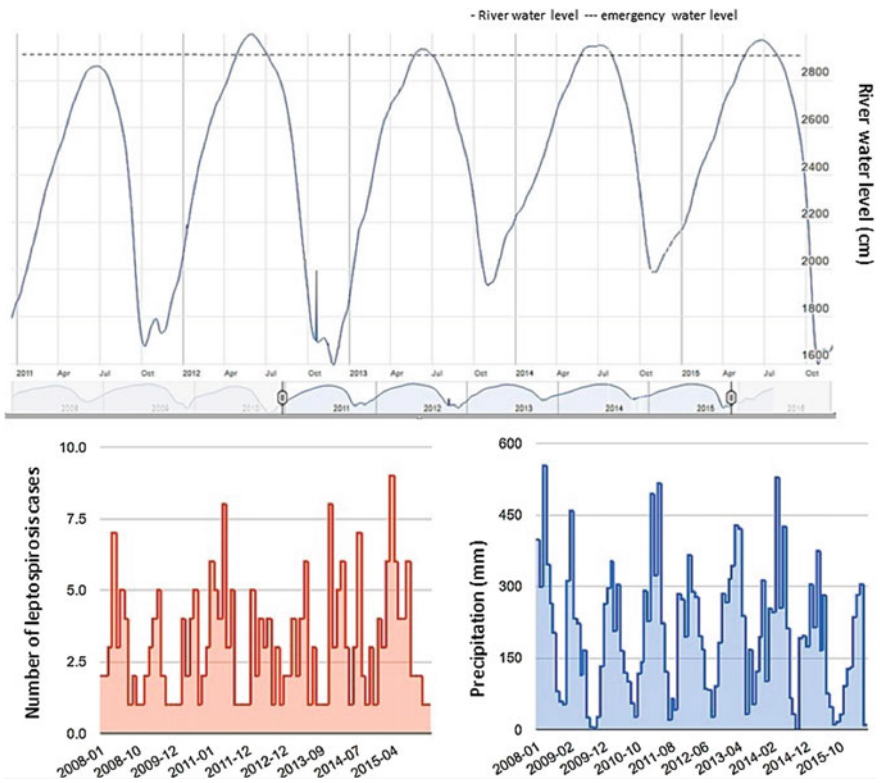 - River water level --- emergency water level
2800
2600
2400
2200
2000
1800
1600
River water level (cm)
2011 Apr Jul Oct 2012 Apr Jul Oct 2013 Apr Jul Oct 2014 Apr Jul Oct 2015 Apr Jul Oct
2008 2009 2010 2011 2012 2013 2014 2015 2016
Number of leptospirosis cases
10.0
7.5
5.0
2.5
0.0
2008-01 2008-10 2009-12 2011-01 2011-12 2012-12 2013-09 2014-07 2015-04
Precipitation (mm)
600
450
300
150
0
2008-01 2009-02 2009-12 2010-10 2011-08 2012-06 2013-04 2014-02 2014-12 2015-10